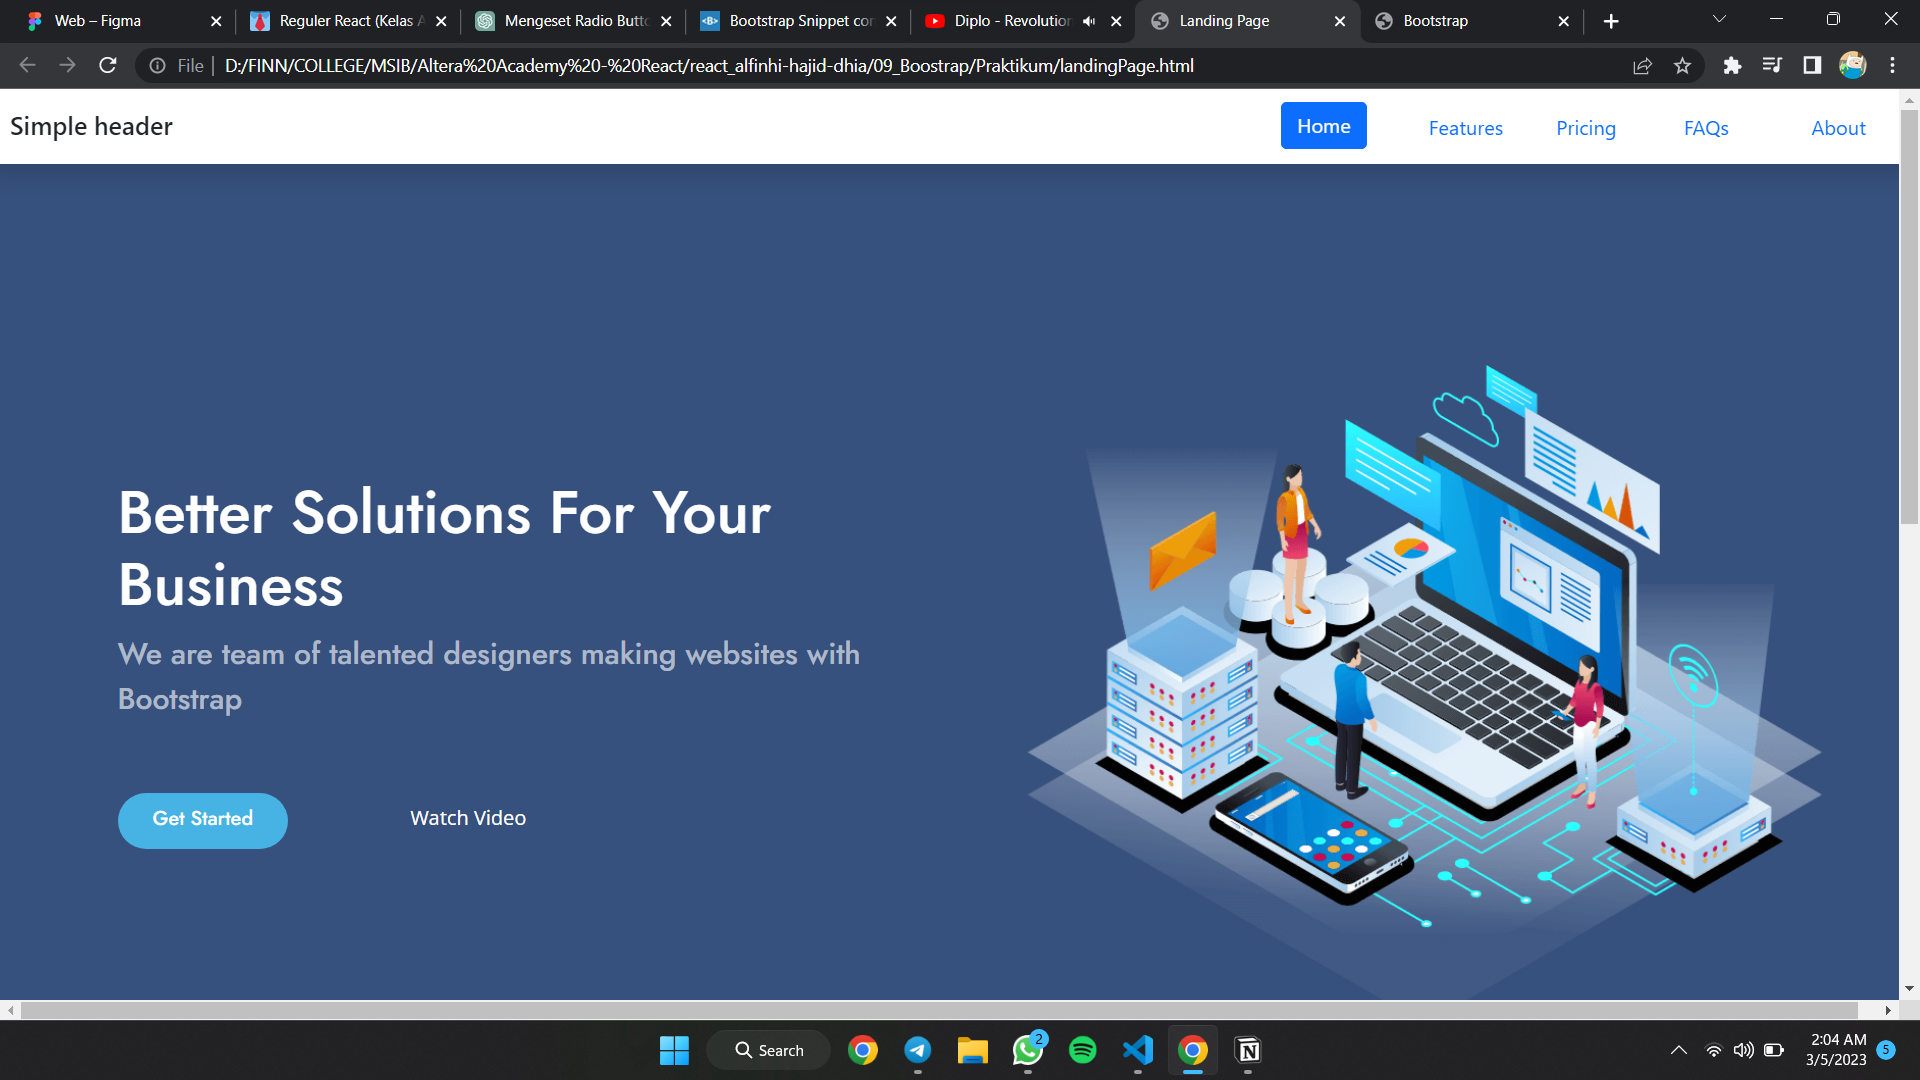 Web – Figma
Reguler React (Kelas A
Mengeset Radio Butto
Bootstrap Snippet con
Diplo - Revolution
Landing Page
Bootstrap
File
D:/FINN/COLLEGE/MSIB/Altera%20Academy%20-%20React/react_alfinhi-hajid-dhia/09_Boostrap/Praktikum/landingPage.html
Simple header
Home
Features
Pricing
FAQs
About
Better Solutions For Your
Business
We are team of talented designers making websites with
Bootstrap
Get Started
Watch Video
Search
2
2:04 AM
3/5/2023
5